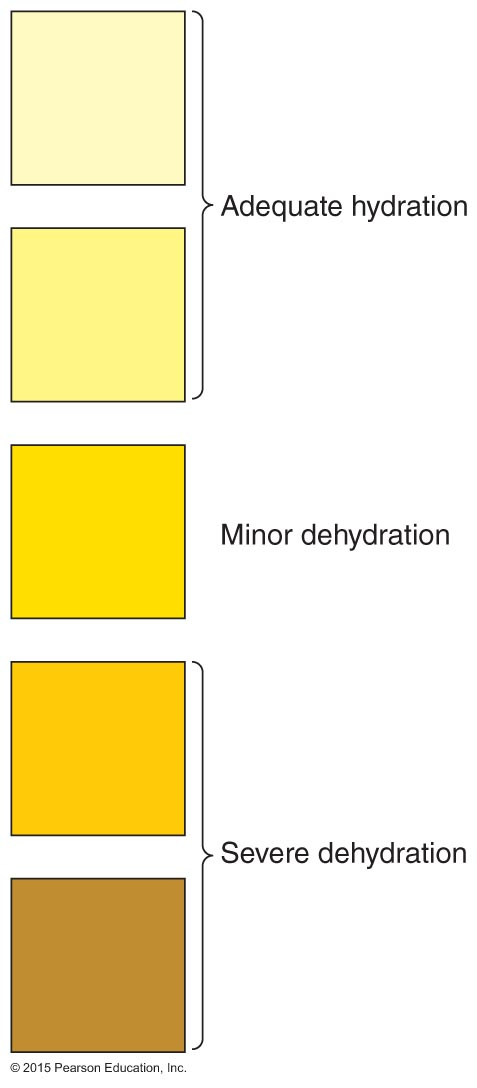 Adequate hydration
Minor dehydration
Severe dehydration
© 2015 Pearson Education, Inc.